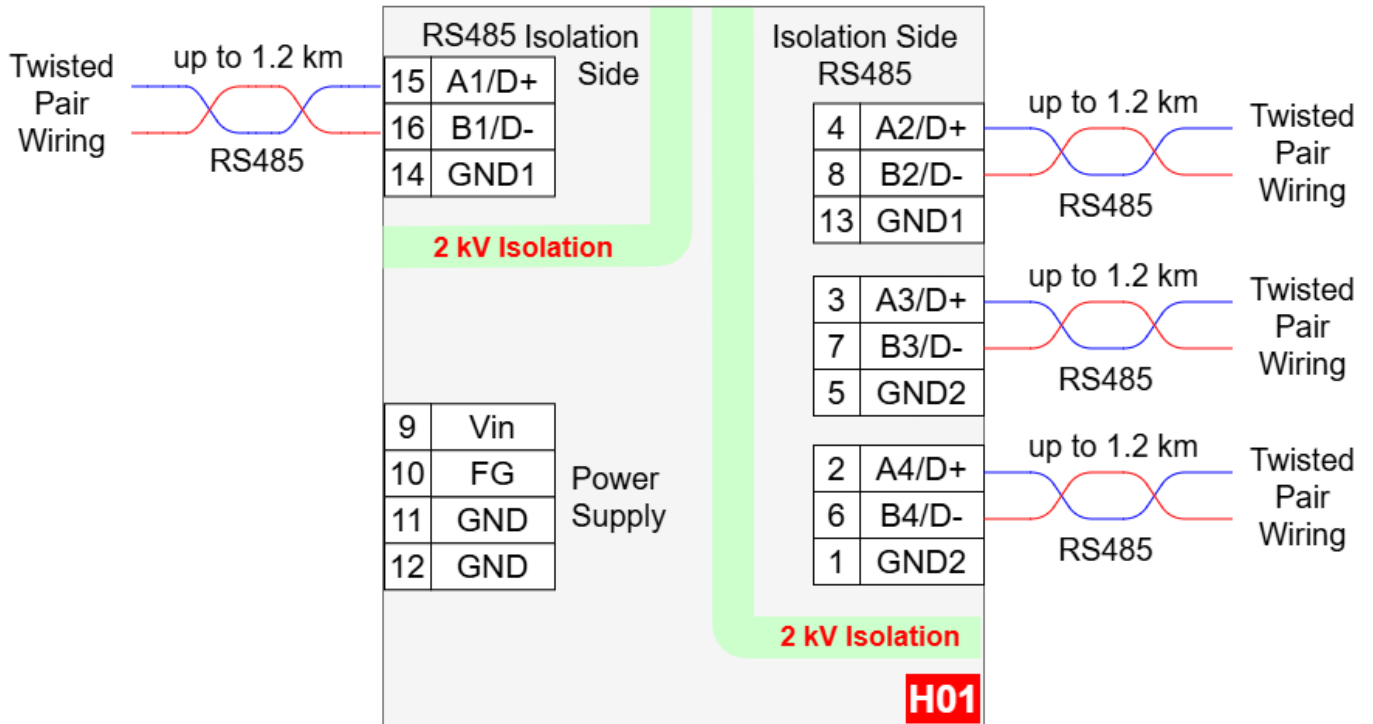 Twisted
Pair
Wiring
up to 1.2 km
RS485
RS485 Isolation
Side
15 A1/D+
16 B1/D-
14 GND1
2 kV Isolation
9 Vin
10 FG
11 GND
12 GND
Power
Supply
Isolation Side
RS485
4 A2/D+
8 B2/D-
13 GND1
up to 1.2 km
RS485
Twisted
Pair
Wiring
3 A3/D+
7 B3/D-
5 GND2
up to 1.2 km
RS485
Twisted
Pair
Wiring
2 A4/D+
6 B4/D-
1 GND2
up to 1.2 km
RS485
Twisted
Pair
Wiring
2 kV Isolation
H01